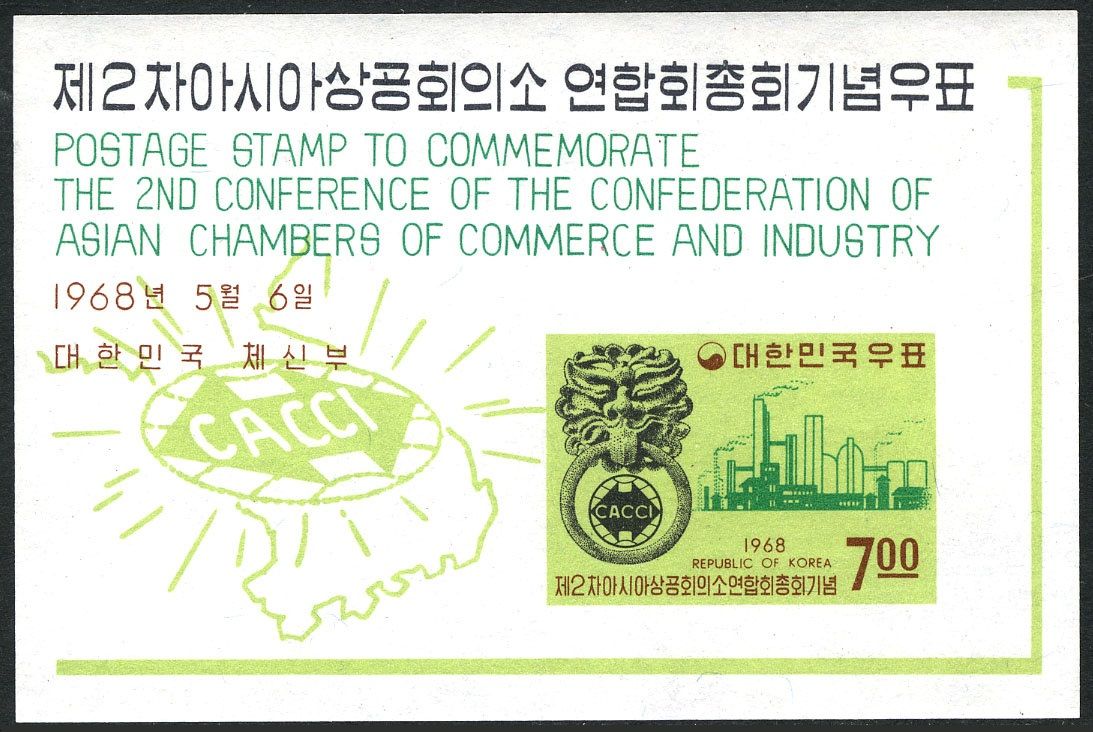 제2차아시아상공회의소 연합회총회기념우표
POSTAGE STAMP TO COMMEMORATE
THE 2ND CONFERENCE OF THE CONFEDERATION OF
ASIAN CHAMBERS OF COMMERCE AND INDUSTRY
1968년 5월 6일
대한민국 체신부
CACCI
대한민국우표
CACCI
1968
REPUBLIC OF KOREA
700
제2차아시아상공회의소연합회총회기념